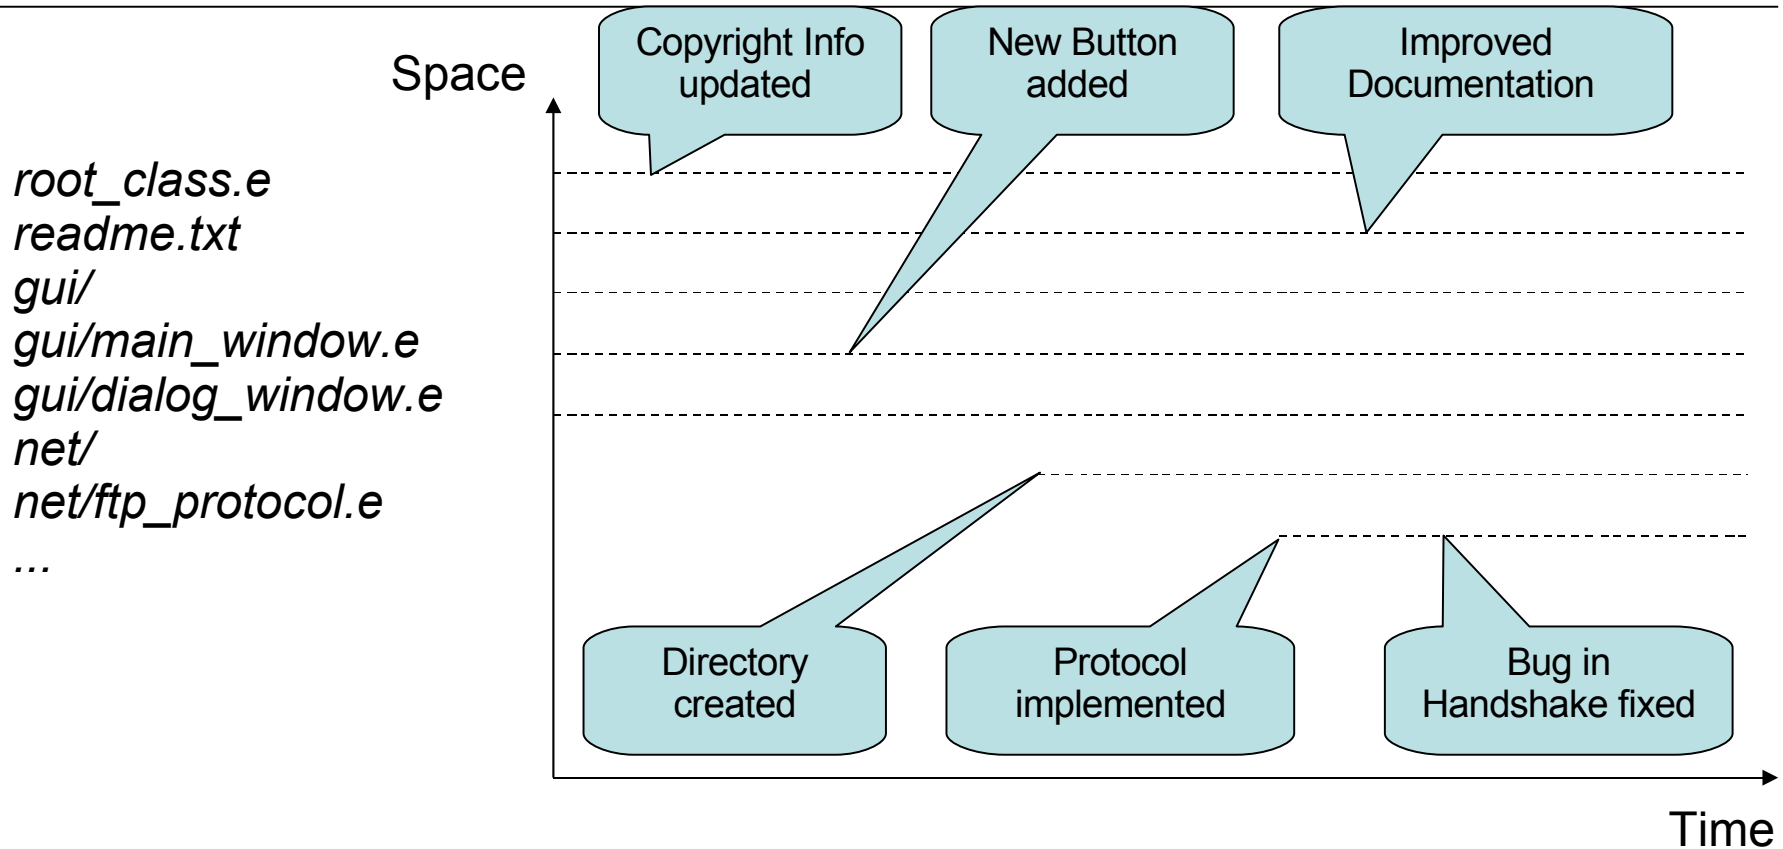 Copyright Info
updated
New Button
added
Improved
Documentation
Space
root_class.e
readme.txt
gui/
gui/main_window.e
gui/dialog_window.e
net/
net/ftp_protocol.e
...
Directory
created
Protocol
implemented
Bug in
Handshake fixed
Time